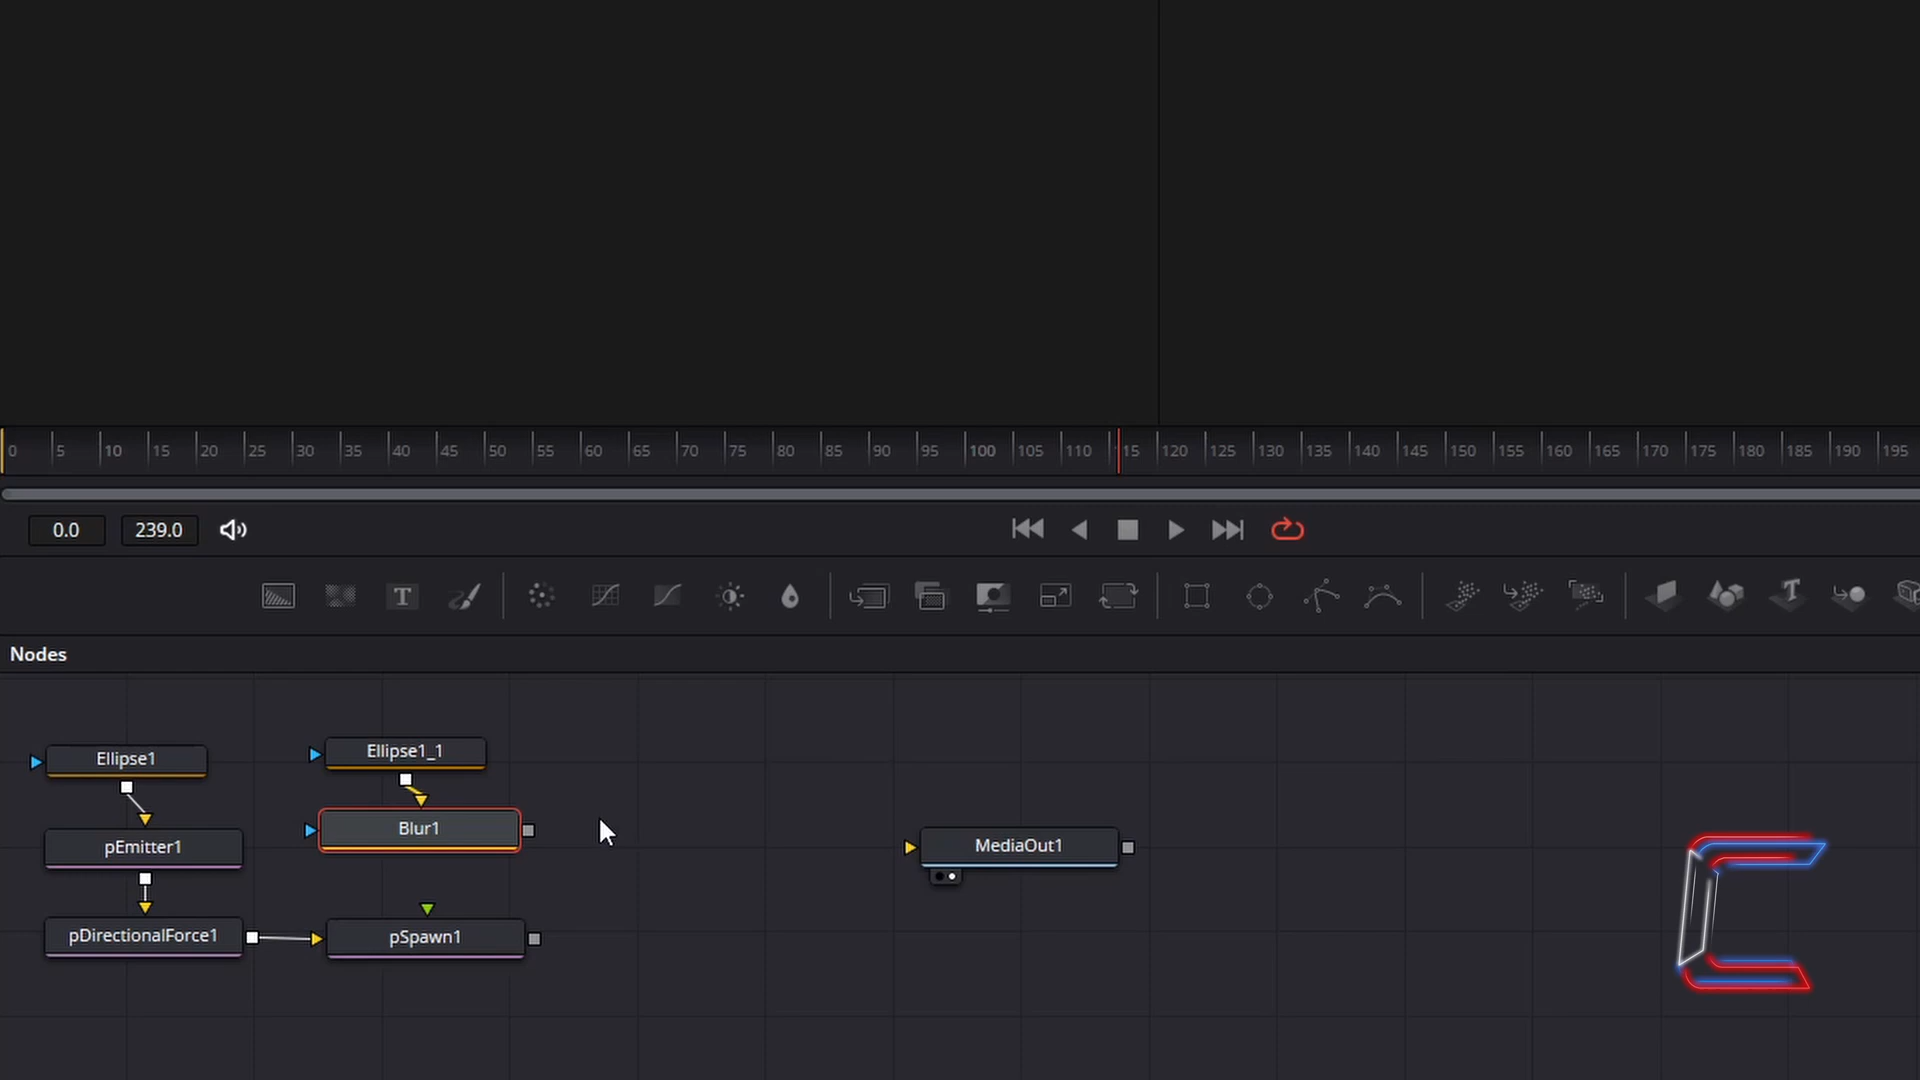 0 5 10 15 20 25 30 35 40 45 50 55 60 65 70 75 80 85 90 95 100 105 110 15 120 125 130 135 140 145 150 155 160 165 170 175 180 185 190 195
0.0 239.0
T
Nodes
Ellipse1 Ellipse1_1
Blur1
pEmitter1 MediaOut1
pDirectionalForce1 pSpawn1